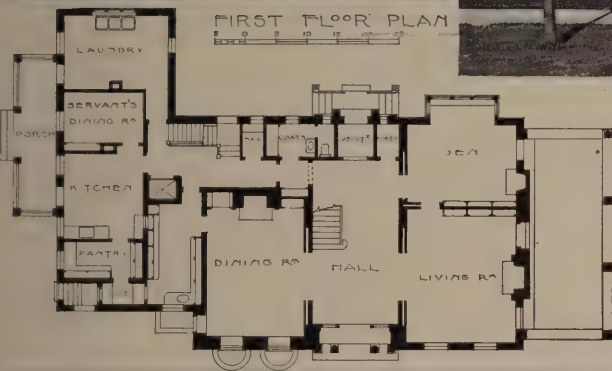 FIRST FLOOR PLAN
5 0 5 10 15
LAUNDRY
SERVANT'S
DINING RM
PORCH
KITCHEN
PANTRY
COATS
DEN
DINING RM
HALL
LIVING RM